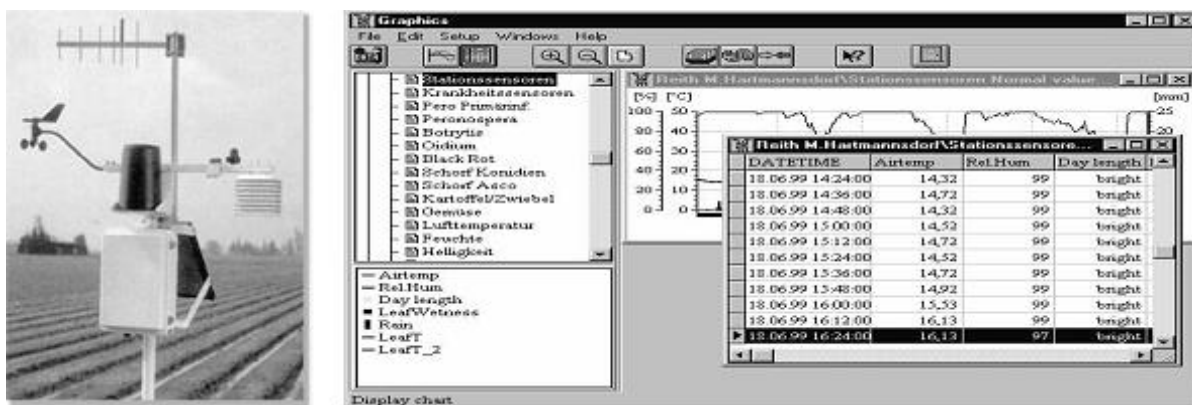 Graphics
File Edit Setup Windows Help
Stationssensoren
Krankheitssensoren
Pero Primärinf.
Peronospera
Botrytis
Oidium
Black Rot
Schorf Konidien
Schorf Asco
Kartoffel/Zwiebel
Gemüse
Lufttemperatur
Feuchte
Helligkeit
Airtemp
Rel.Hum
Day length
LeafWetness
Rain
LeafT
LeafT_2
Display chart
Reith M.Hartmannsdorf\Stationssensoren Normal value...
[%] [°C] [mm]
100 50 25
80 40 20
60 30
40 20
20 10
0 0
Reith M.Hartmannsdorf\Stationssensore...
DATETIME Airtemp Rel.Hum Day length
18.06.99 14:24:00 14,32 99 bright
18.06.99 14:36:00 14,72 99 bright
18.06.99 14:48:00 14,32 99 bright
18.06.99 15:00:00 14,52 99 bright
18.06.99 15:12:00 14,72 99 bright
18.06.99 15:24:00 14,52 99 bright
18.06.99 15:36:00 14,72 99 bright
18.06.99 15:48:00 14,92 99 bright
18.06.99 16:00:00 15,53 99 bright
18.06.99 16:12:00 16,13 99 bright
18.06.99 16:24:00 16,13 97 bright